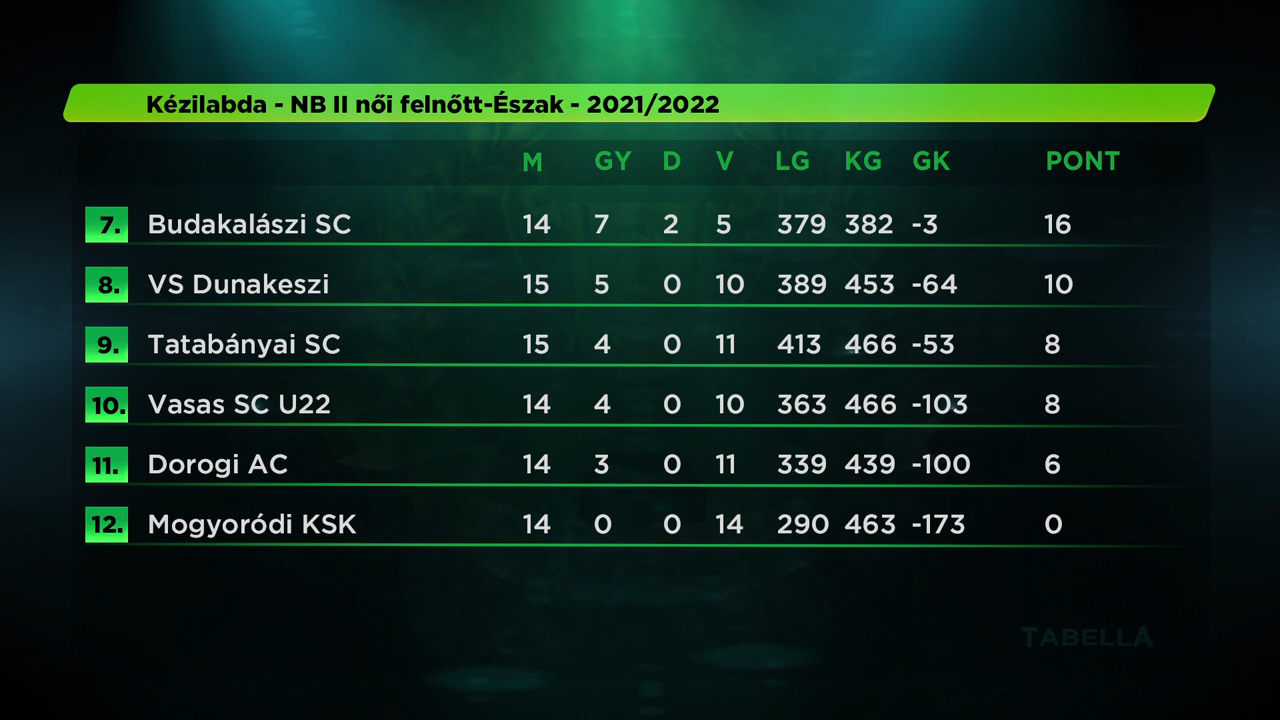 Kézilabda - NB II női felnőtt-Észak - 2021/2022
M GY D V LG KG GK PONT
7. Budakalászi SC 14 7 2 5 379 382 -3 16
8. VS Dunakeszi 15 5 0 10 389 453 -64 10
9. Tatabányai SC 15 4 0 11 413 466 -53 8
10. Vasas SC U22 14 4 0 10 363 466 -103 8
11. Dorogi AC 14 3 0 11 339 439 -100 6
12. Mogyoródi KSK 14 0 0 14 290 463 -173 0
TABELLA